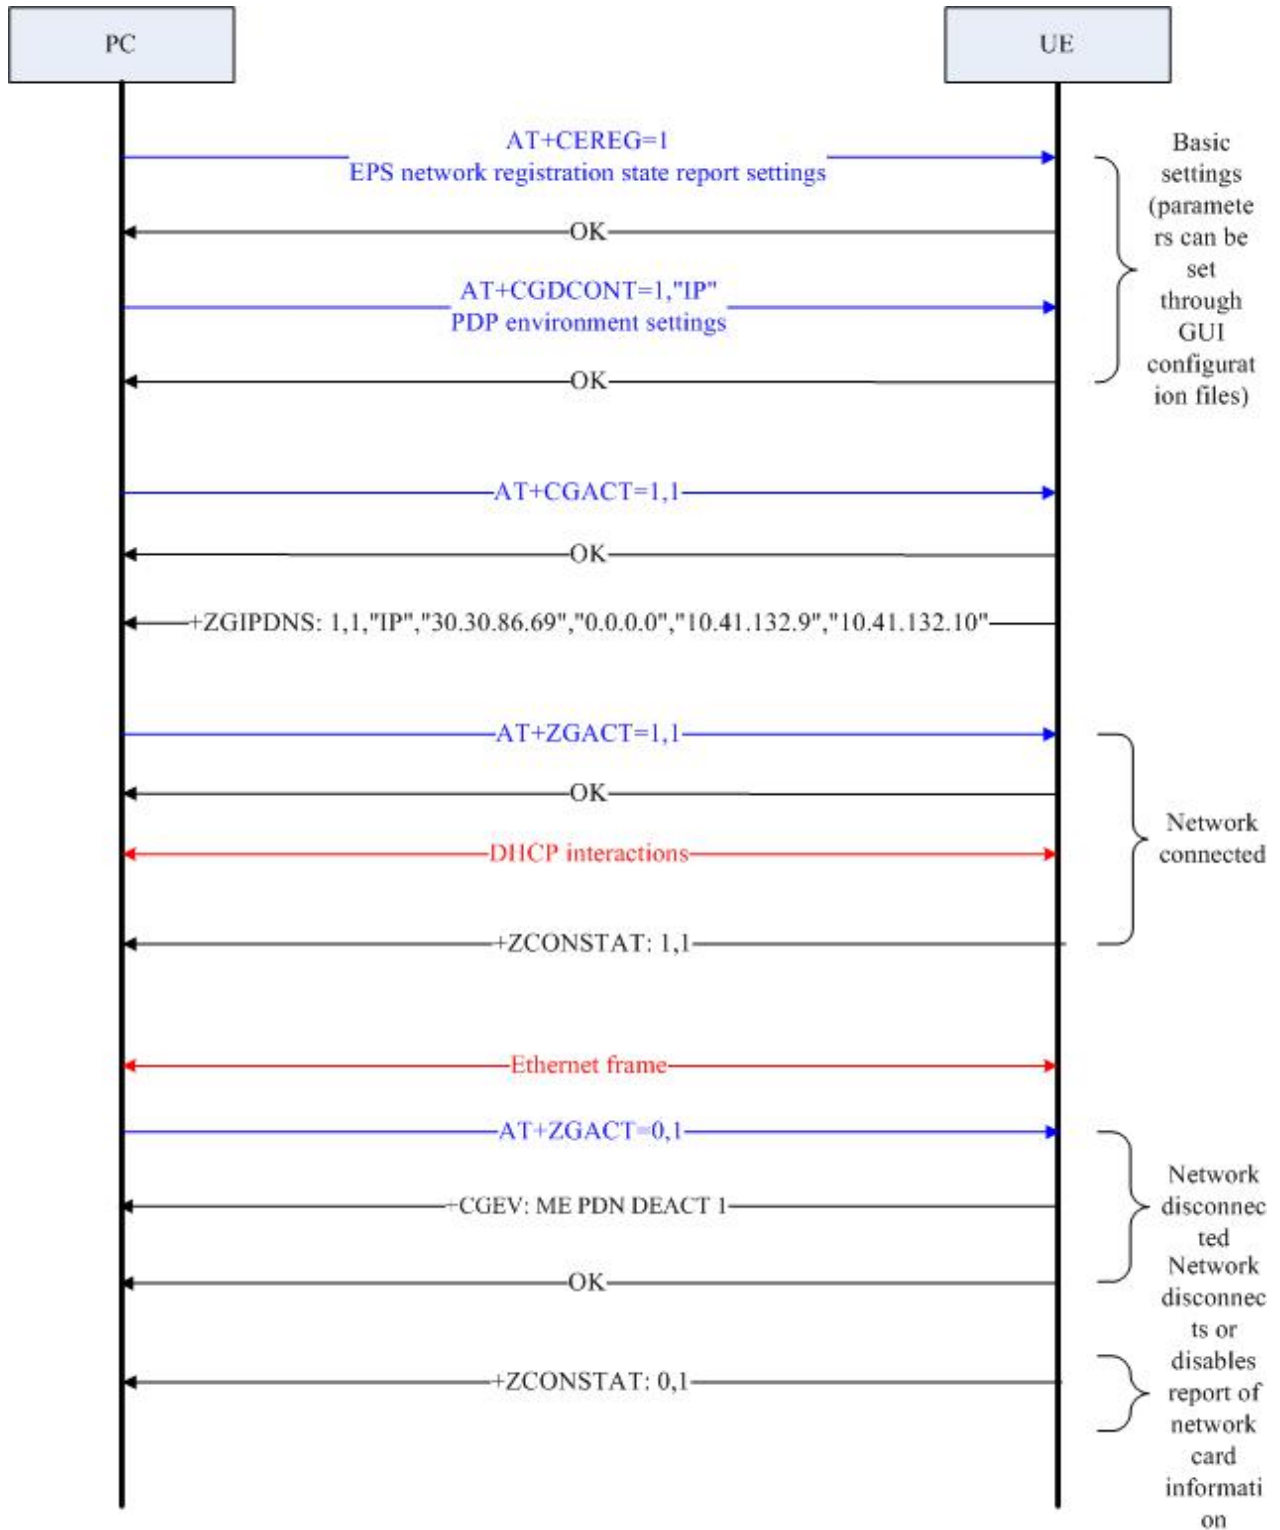 PC
UE
AT+CEREG=1
EPS network registration state report settings
OK
AT+CGDCONT=1,"IP"
PDP environment settings
OK
Basic
settings
(paramete
rs can be
set
through
GUI
configurat
ion files)
AT+CGACT=1,1
OK
+ZGIPDNS: 1,1,"IP","30.30.86.69","0.0.0.0","10.41.132.9","10.41.132.10"
AT+ZGACT=1,1
OK
DHCP interactions
+ZCONSTAT: 1,1
Network
connected
Ethernet frame
AT+ZGACT=0,1
+CGEV: ME PDN DEACT 1
OK
Network
disconnec
ted
+ZCONSTAT: 0,1
Network
disconnec
ts or
disables
report of
network
card
informati
on